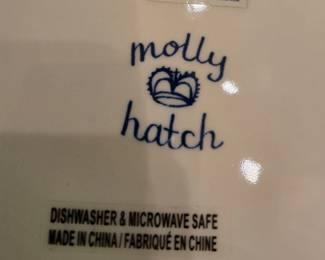 molly
hatch
DISHWASHER & MICROWAVE SAFE
MADE IN CHINA / FABRIQUÉ EN CHINE